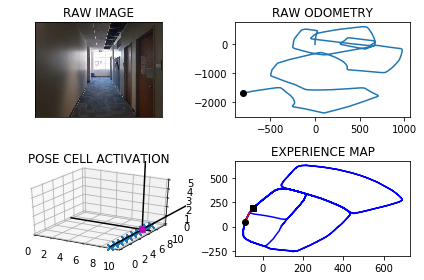 RAW IMAGE
RAW ODOMETRY
0
−1000
−2000
−500 0 500 1000
POSE CELL ACTIVATION
5
4
3
2
1
0
0 2 4 6 8 10
0 2 4 6 8 10
EXPERIENCE MAP
500
250
0
−250
0 200 400 600